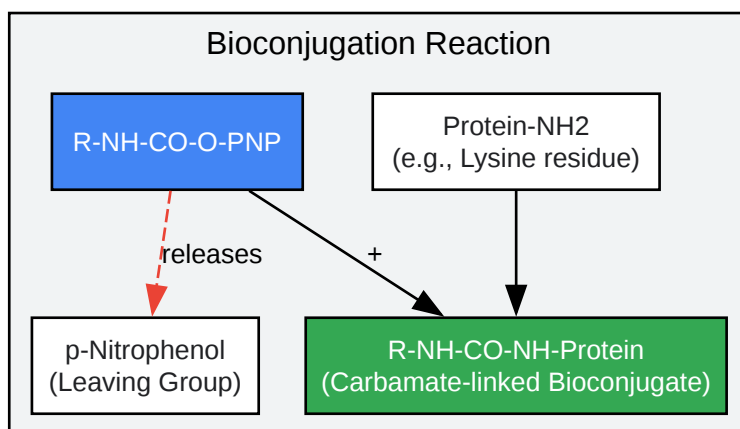 Bioconjugation Reaction
R-NH-CO-O-PNP
Protein-NH2
(e.g., Lysine residue)
releases
+
p-Nitrophenol
(Leaving Group)
R-NH-CO-NH-Protein
(Carbamate-linked Bioconjugate)